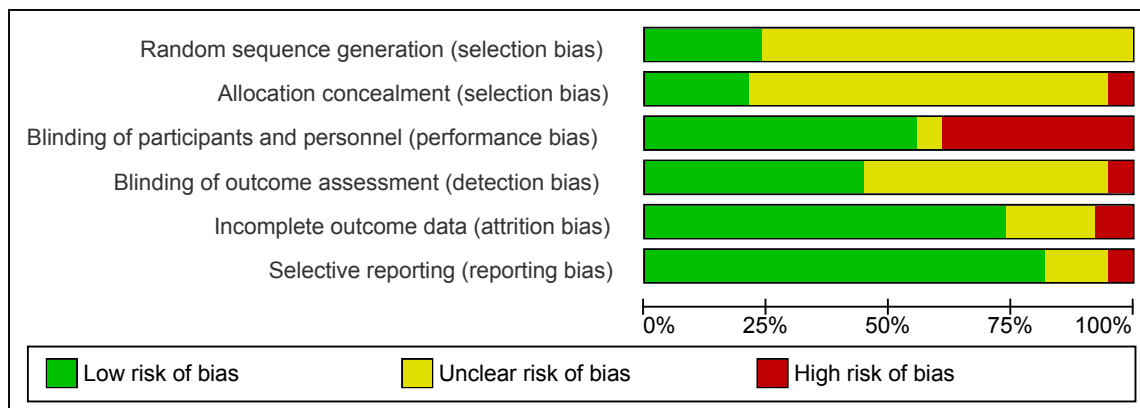 Random sequence generation (selection bias)
Allocation concealment (selection bias)
Blinding of participants and personnel (performance bias)
Blinding of outcome assessment (detection bias)
Incomplete outcome data (attrition bias)
Selective reporting (reporting bias)
0% 25% 50% 75% 100%
Low risk of bias Unclear risk of bias High risk of bias